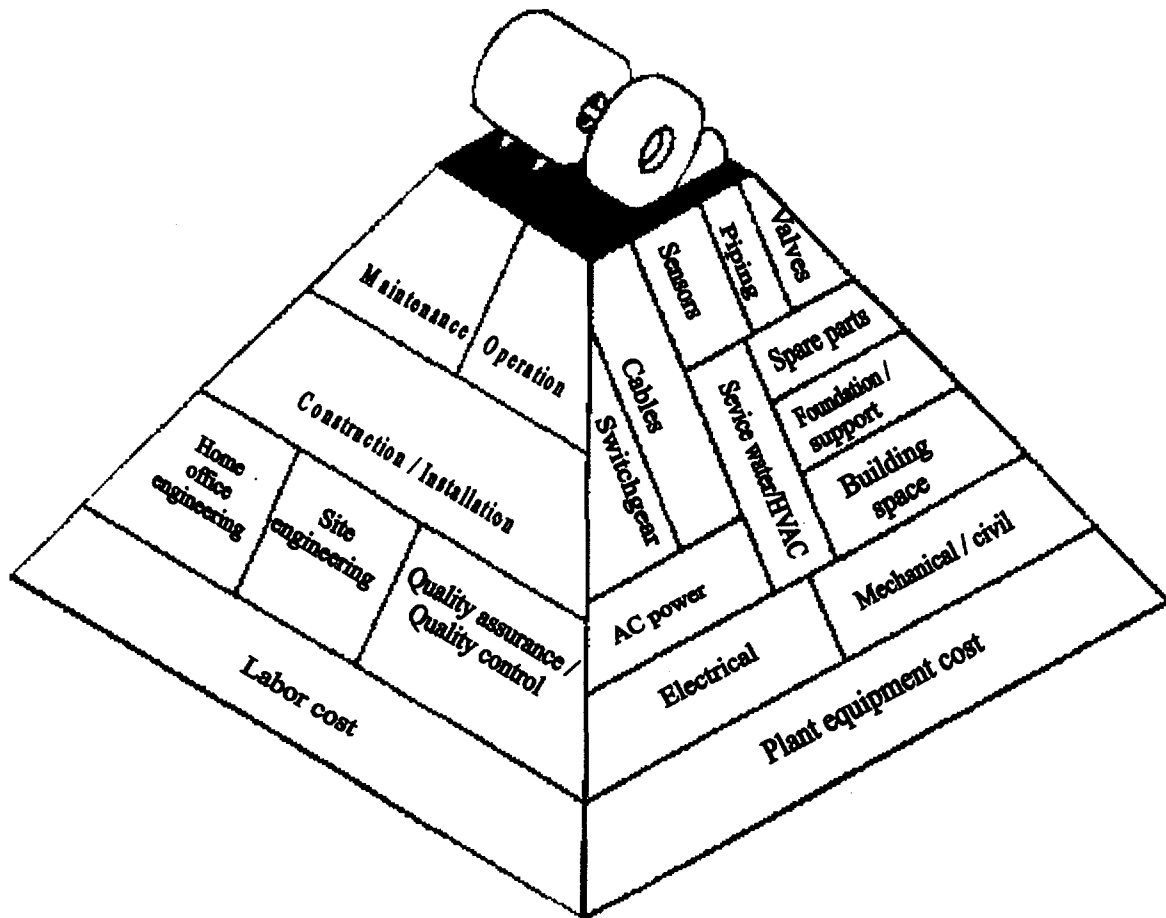 Maintenance
Operation
Construction / Installation
Home
office
engineering
Site
engineering
Quality assurance /
Quality control
Labor cost
Valves
Piping
Sensors
Cables
Switchgear
Spare parts
Foundation /
support
Building
space
Sevice water/HVAC
AC power
Mechanical / civil
Electrical
Plant equipment cost